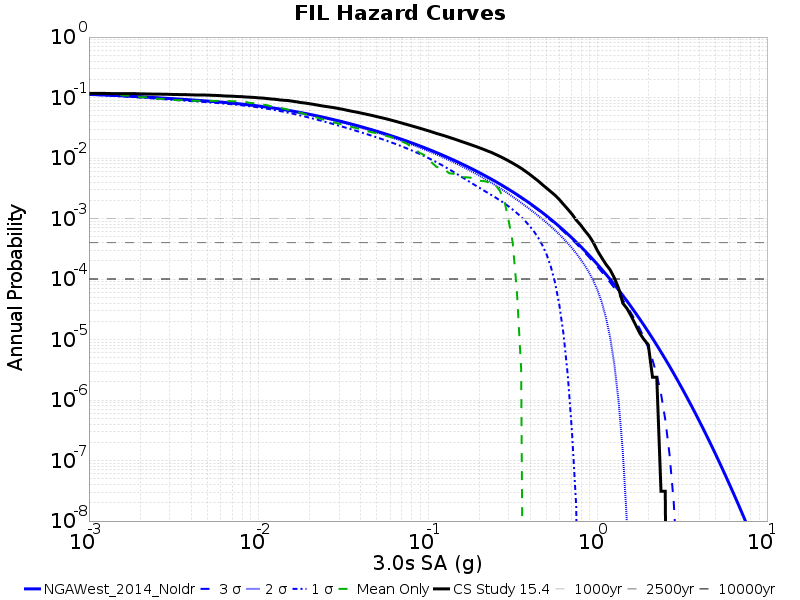 FIL Hazard Curves
10^0
10^-1
10^-2
10^-3
10^-4
10^-5
10^-6
10^-7
10^-8
Annual Probability
10^-3 10^-2 10^-1 10^0 10^1
3.0s SA (g)
NGAWest_2014_NoIdr 3 σ 2 σ 1 σ Mean Only CS Study 15.4 1000yr 2500yr 10000yr